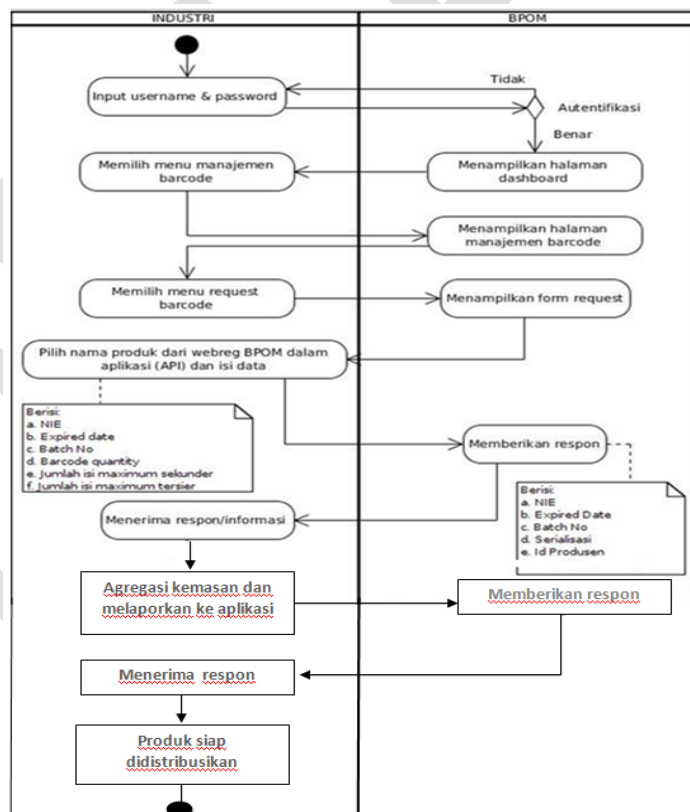 INDUSTRI
BPOM
Input username & password
Tidak
Autentifikasi
Benar
Memilih menu manajemen
barcode
Menampilkan halaman
dashboard
Menampilkan halaman
manajemen barcode
Memilih menu request
barcode
Menampilkan form request
Pilih nama produk dari webreg BPOM dalam
aplikasi (API) dan isi data
Berisi:
a. NIE
b. Expired date
c. Batch No
d. Barcode quantity
e. Jumlah isi maximum sekunder
f. Jumlah isi maximum tersier
Memberikan respon
Berisi:
a. NIE
b. Expired Date
c. Batch No
d. Serialisasi
e. Id Produsen
Menerima respon/informasi
Agregasi kemasan dan
melaporkan ke aplikasi
Memberikan respon
Menerima respon
Produk siap
didistribusikan